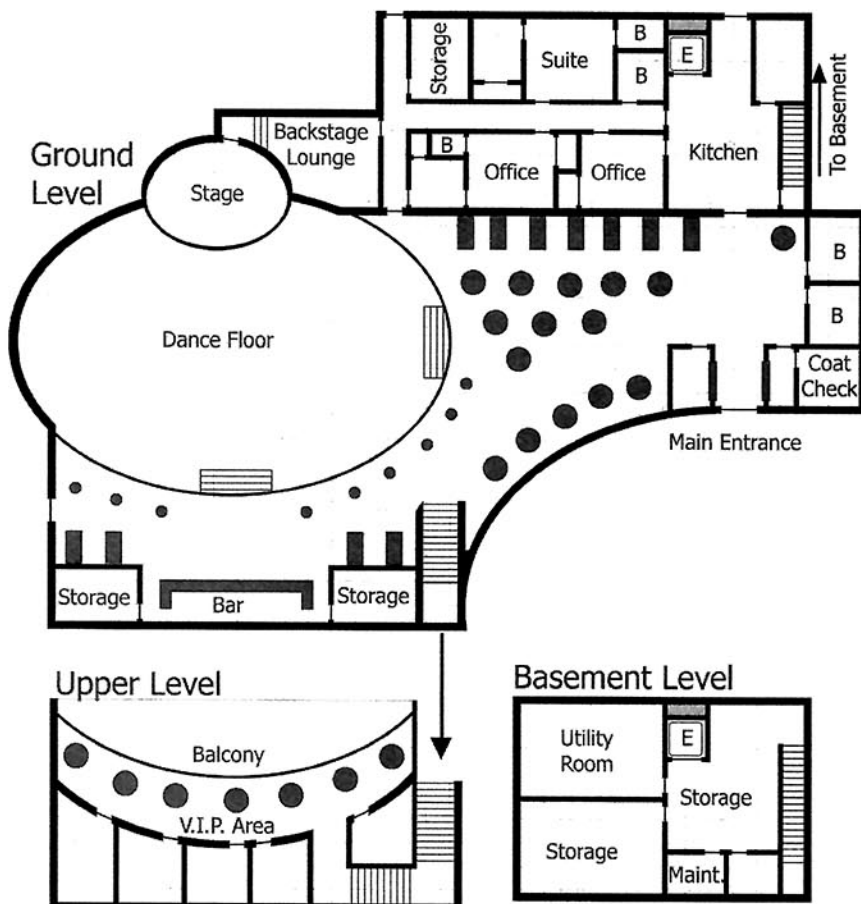 Ground
Level
Storage
Suite
B
B
E
To Basement
Backstage
Lounge
B
Office
Office
Kitchen
Stage
B
B
Dance Floor
Coat
Check
Main Entrance
Storage
Bar
Storage
Upper Level
Balcony
V.I.P. Area
Basement Level
Utility
Room
E
Storage
Storage
Maint.